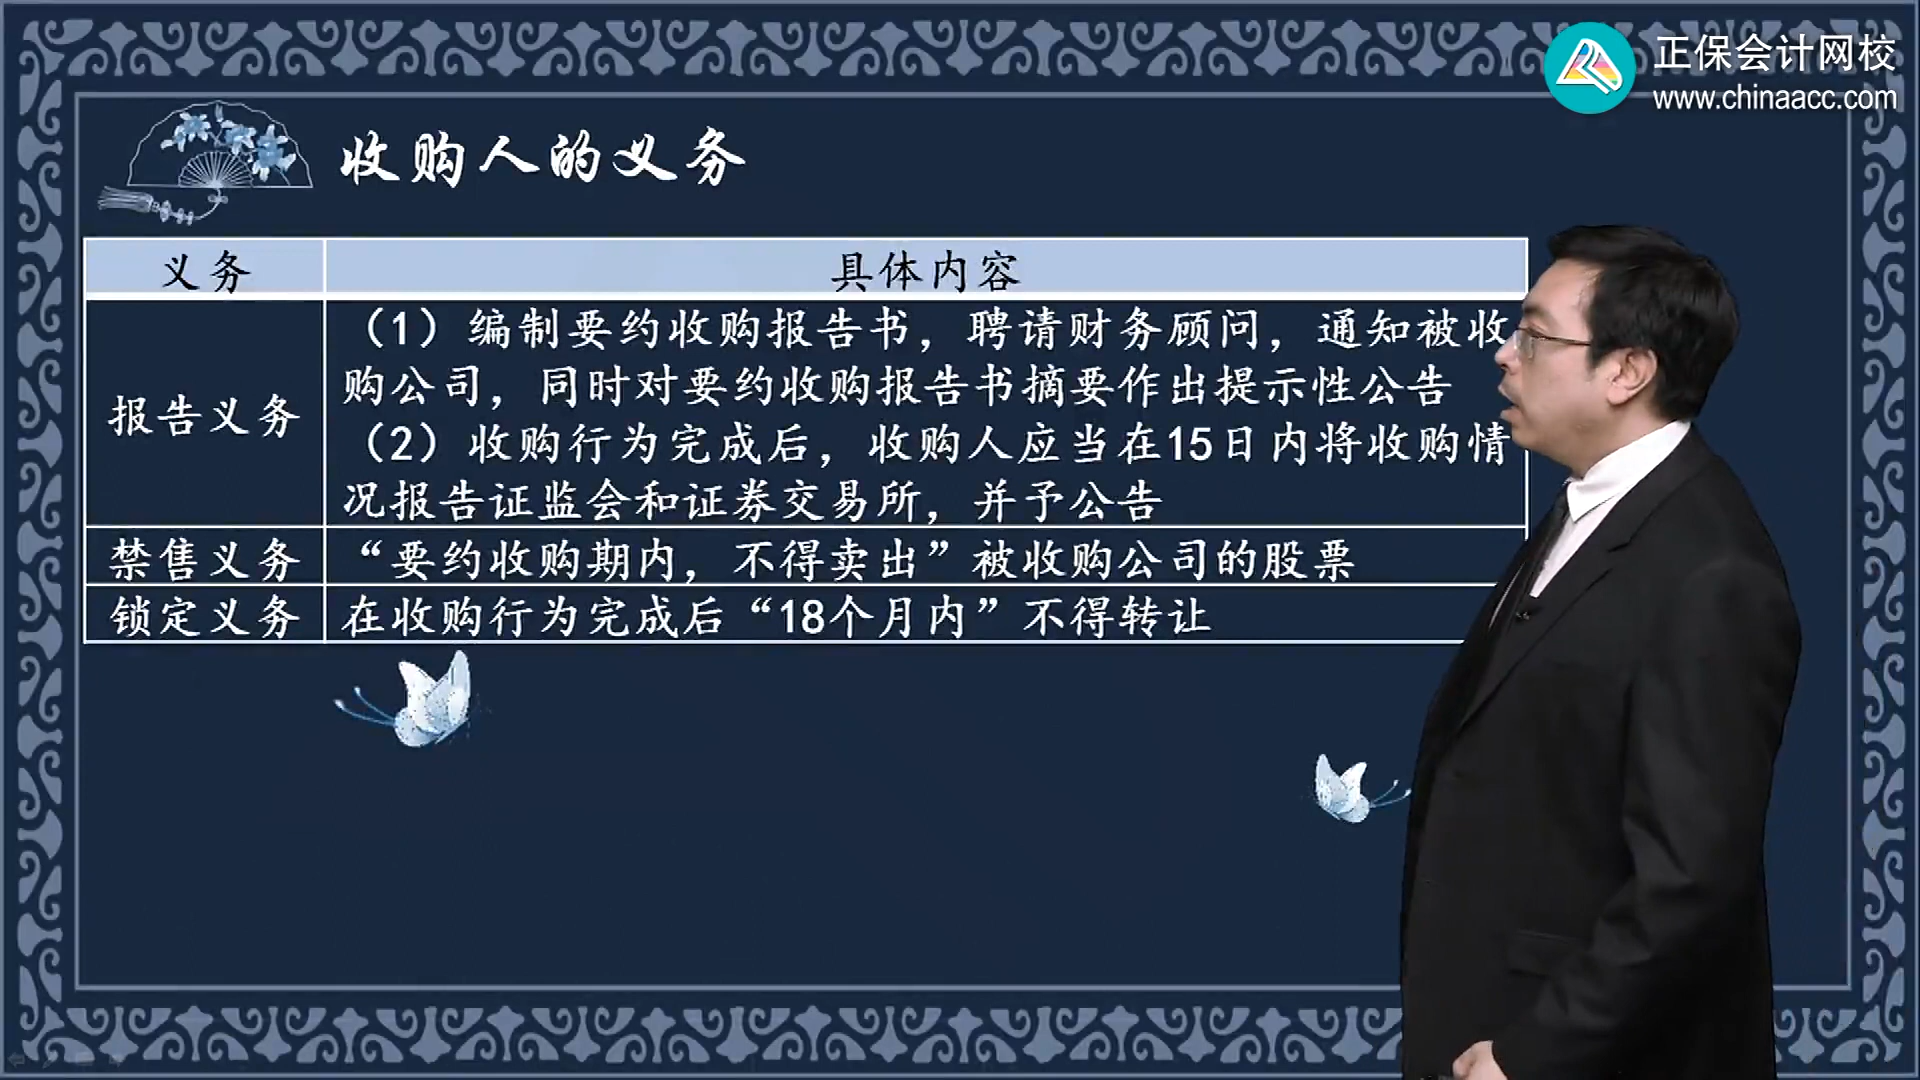 正保会计网校
www.chinaacc.com
收购人的义务
义务
具体内容
报告义务
（1）编制要约收购报告书，聘请财务顾问，通知被收
购公司，同时对要约收购报告书摘要作出提示性公告
（2）收购行为完成后，收购人应当在15日内将收购情
况报告证监会和证券交易所，并予公告
禁售义务
“要约收购期内，不得卖出”被收购公司的股票
锁定义务
在收购行为完成后“18个月内”不得转让